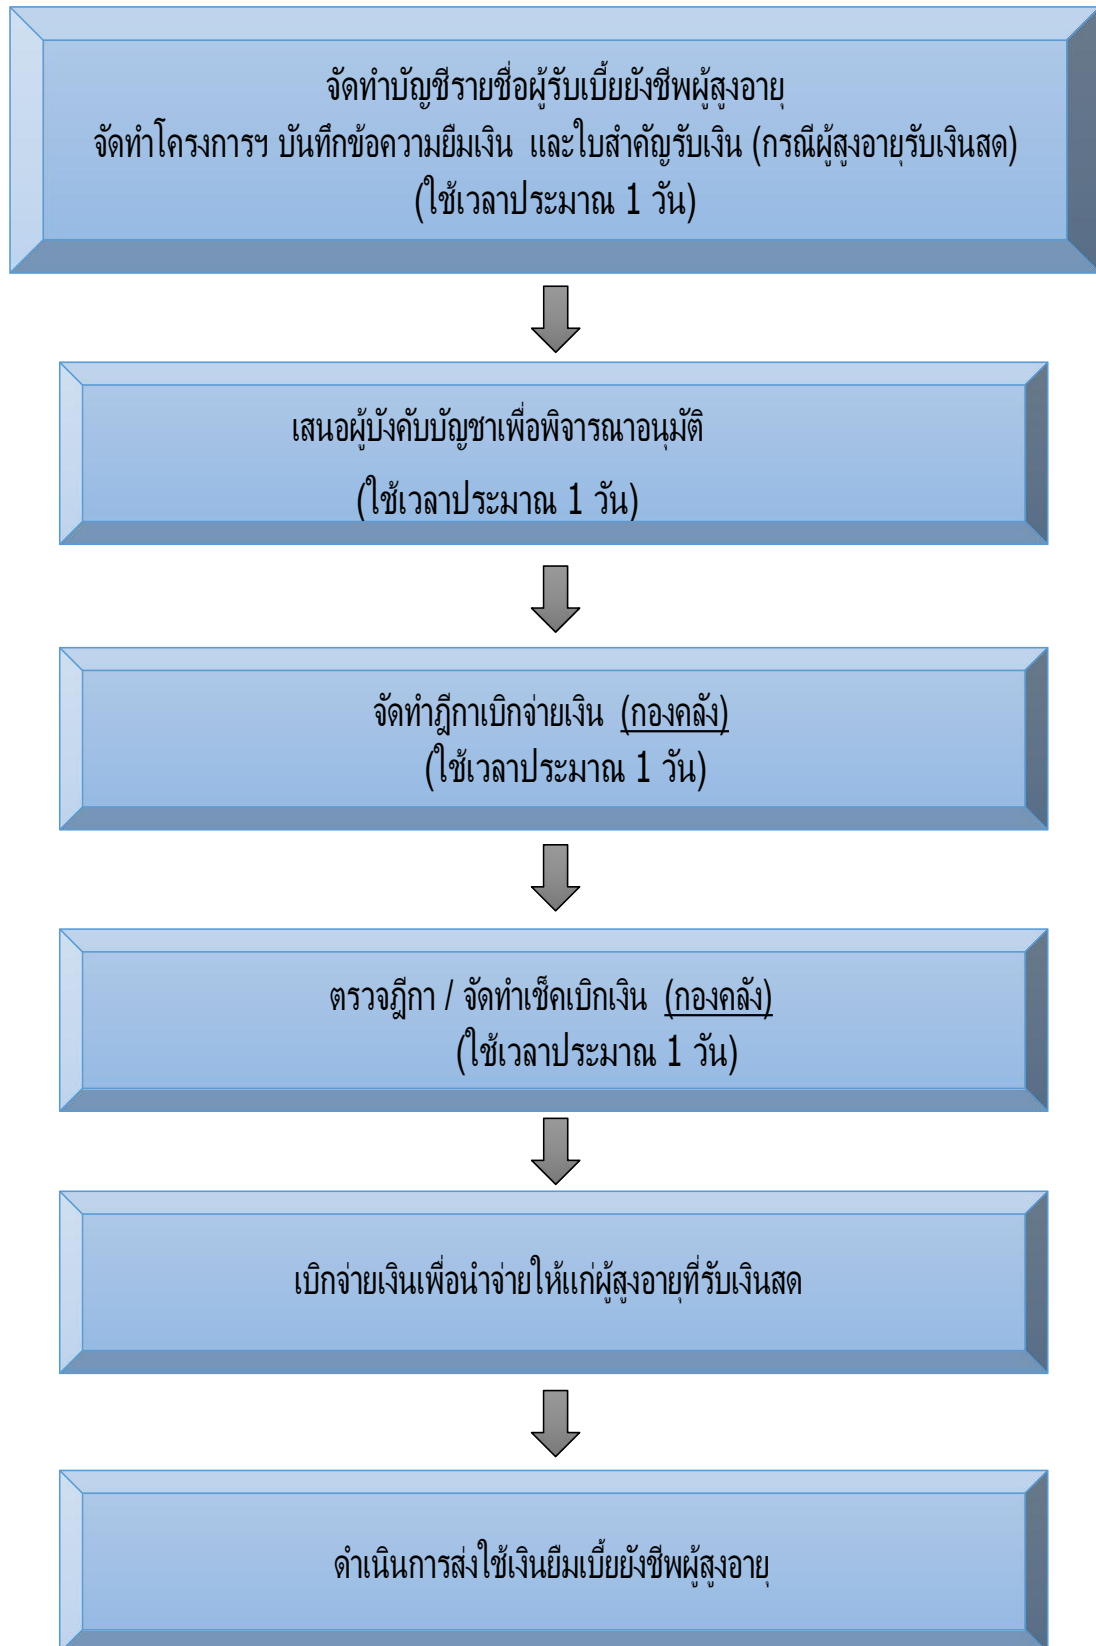 จัดทำบัญชีรายชื่อผู้รับเบี้ยยังชีพผู้สูงอายุ
จัดทำโครงการฯ บันทึกข้อความยืมเงิน และใบสำคัญรับเงิน (กรณีผู้สูงอายุรับเงินสด)
(ใช้เวลาประมาณ 1 วัน)
เสนอผู้บังคับบัญชาเพื่อพิจารณาอนุมัติ
(ใช้เวลาประมาณ 1 วัน)
จัดทำฎีกาเบิกจ่ายเงิน (กองคลัง)
(ใช้เวลาประมาณ 1 วัน)
ตรวจฎีกา / จัดทำเช็คเบิกเงิน (กองคลัง)
(ใช้เวลาประมาณ 1 วัน)
เบิกจ่ายเงินเพื่อนำจ่ายให้แก่ผู้สูงอายุที่รับเงินสด
ดำเนินการส่งใช้เงินยืมเบี้ยยังชีพผู้สูงอายุ